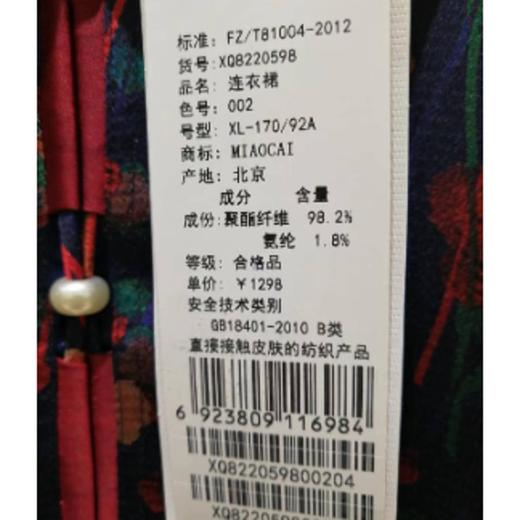 标准: FZ/T81004-2012
货号:XQ8220598
品名: 连衣裙
色号: 002
号型: XL-170/92A
商标: MIAOCAI
产地: 北京
成分 含量
成份:聚酯纤维 98.2%
氨纶 1.8%
等级: 合格品
单价: ￥1298
安全技术类别
GB18401-2010 B类
直接接触皮肤的纺织产品
6 923809 116984
XQ822059800204
XQ822059800204